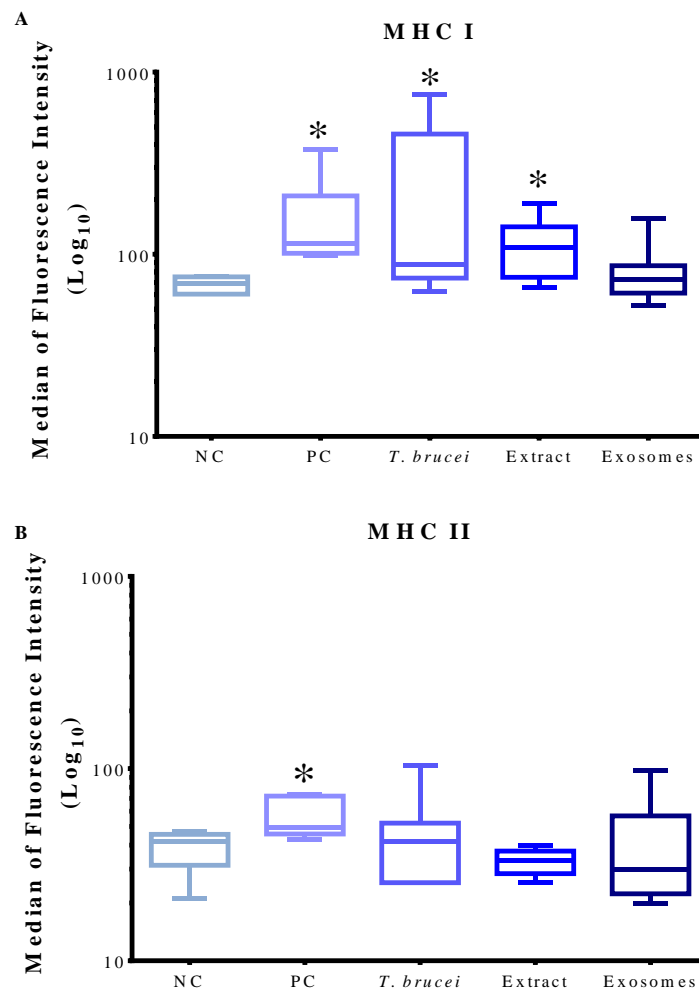 A
MHC I
Median of Fluorescence Intensity
(Log10)
1000
100
10
*
*
*
NC PC T. brucei Extract Exosomes
B
MHC II
Median of Fluorescence Intensity
(Log10)
1000
100
10
*
NC PC T. brucei Extract Exosomes